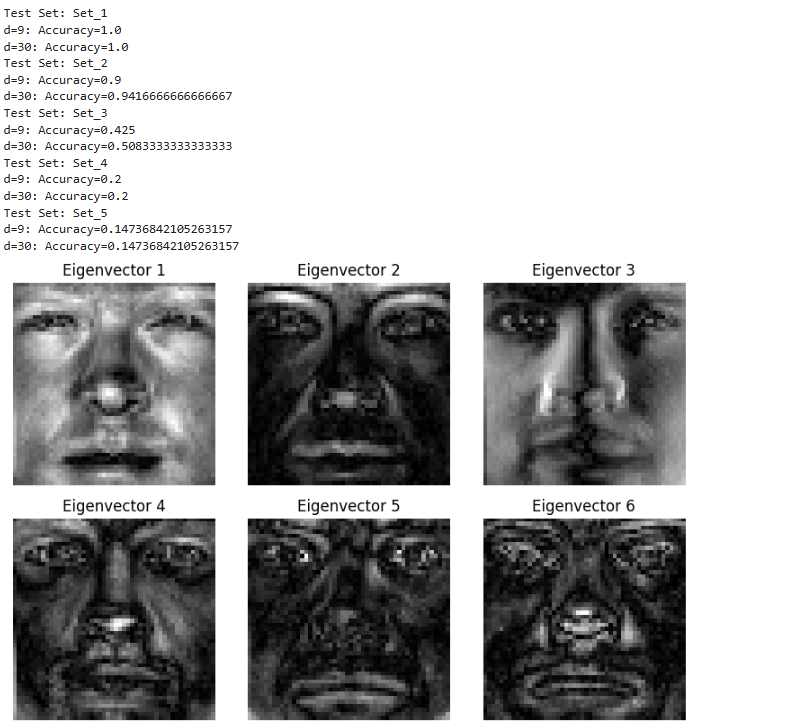 Test Set: Set_1
d=9: Accuracy=1.0
d=30: Accuracy=1.0
Test Set: Set_2
d=9: Accuracy=0.9
d=30: Accuracy=0.9416666666666667
Test Set: Set_3
d=9: Accuracy=0.425
d=30: Accuracy=0.5083333333333333
Test Set: Set_4
d=9: Accuracy=0.2
d=30: Accuracy=0.2
Test Set: Set_5
d=9: Accuracy=0.14736842105263157
d=30: Accuracy=0.14736842105263157
Eigenvector 1
Eigenvector 2
Eigenvector 3
Eigenvector 4
Eigenvector 5
Eigenvector 6